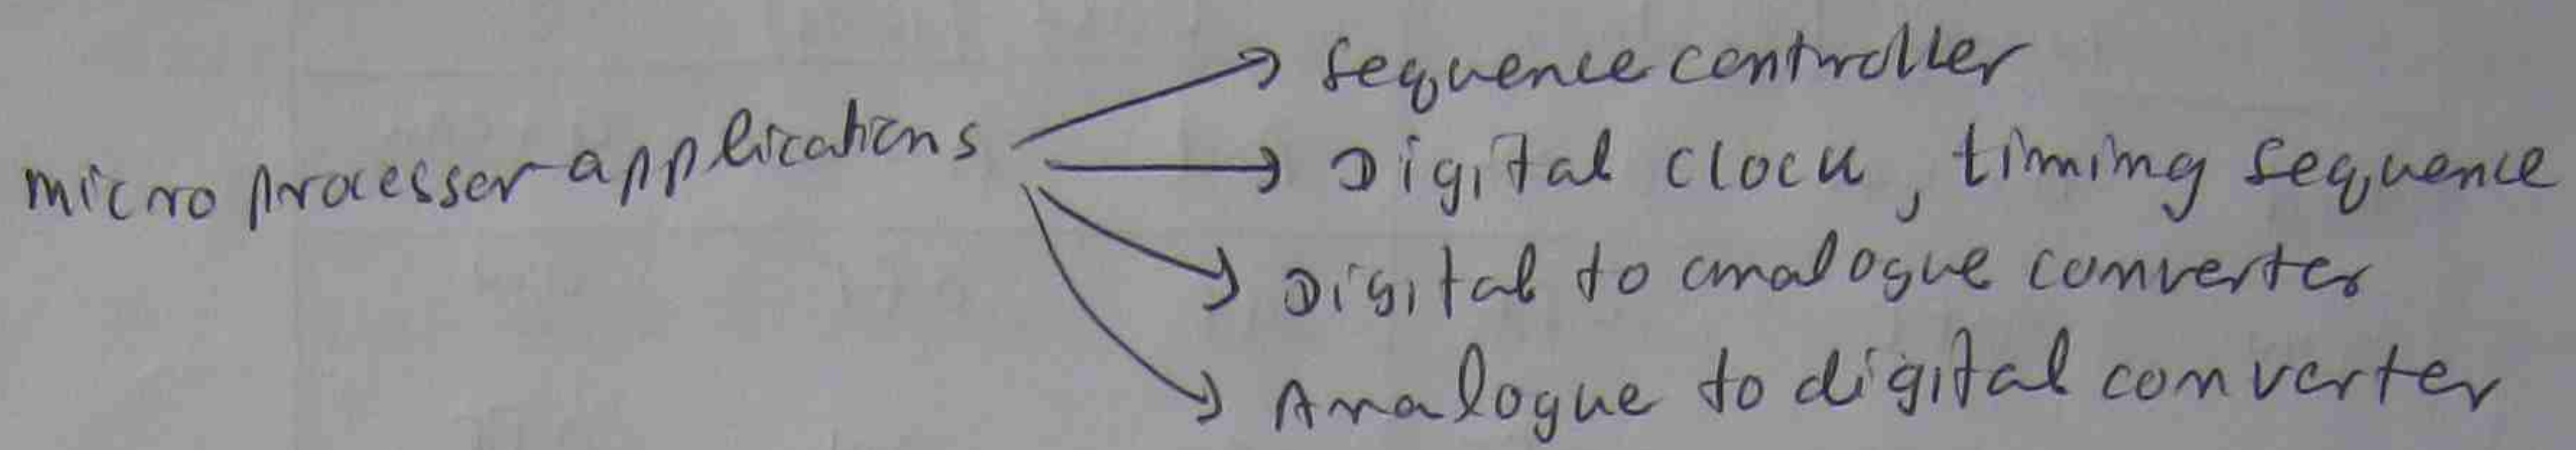 sequence controller
micro processer applications
Digital clock, timing sequence
Digital to analogue converter
Analogue to digital converter